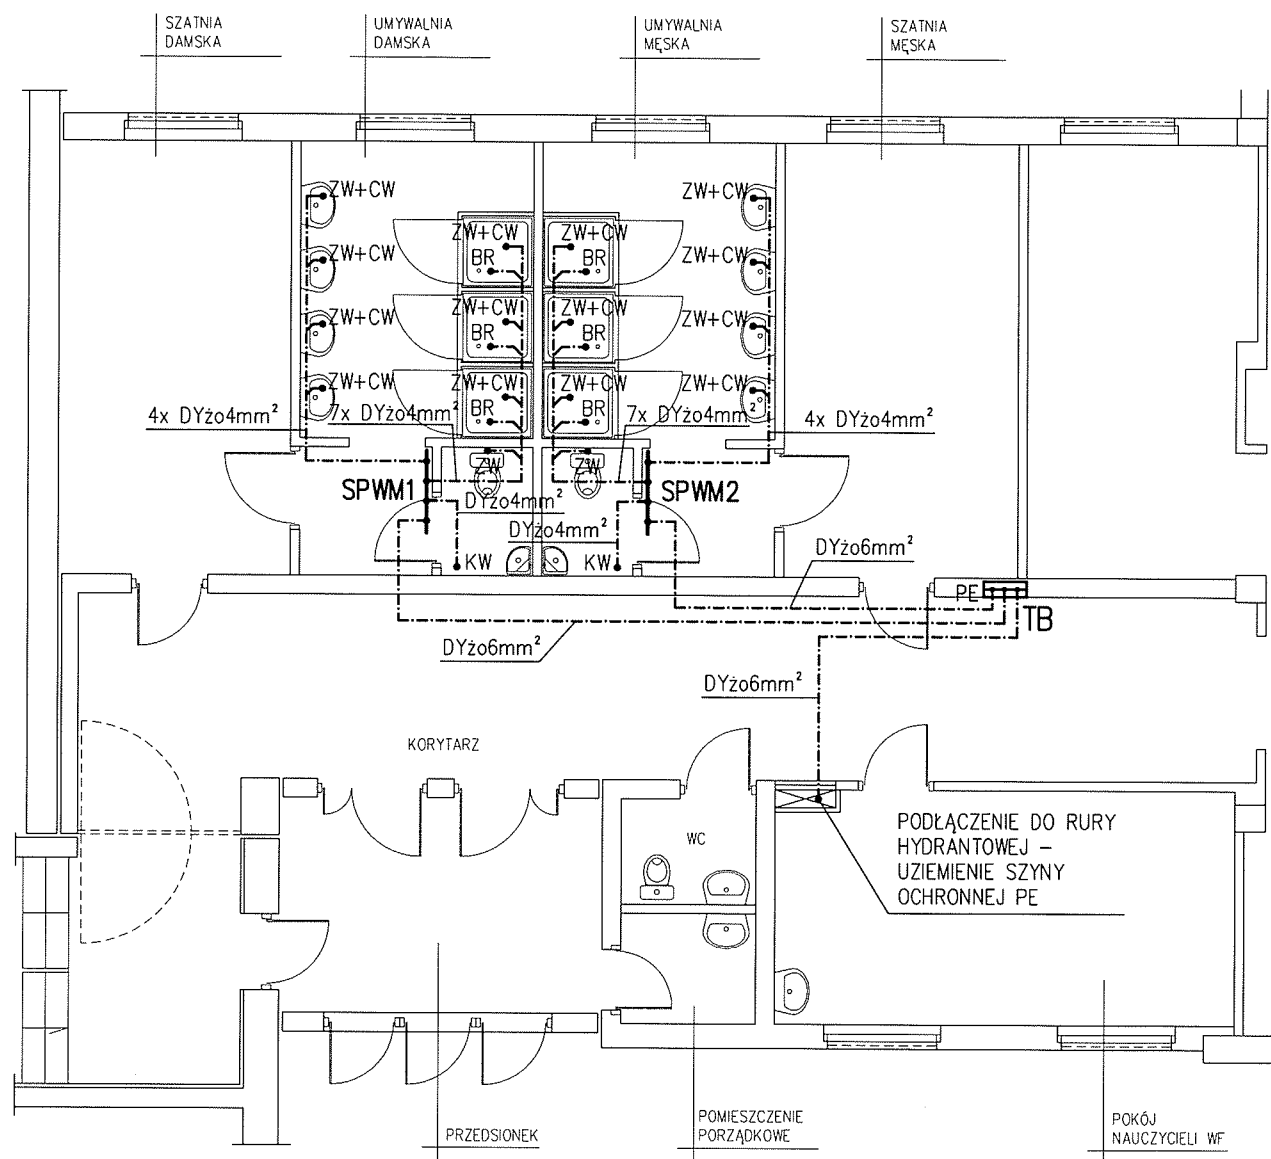 SZATNIA
DAMSKA
UMYWALNIA
DAMSKA
UMYWALNIA
MĘSKA
SZATNIA
MĘSKA
ZW+CW
ZW+CW
ZW+CW
ZW+CW
BR
BR
ZW+CW
ZW+CW
ZW+CW
ZW+CW
BR
BR
ZW+CW
ZW+CW
ZW+CW
ZW+CW
BR
BR
ZW+CW
ZW+CW
4x DYżo4mm²
7x DYżo4mm²
7x DYżo4mm²
4x DYżo4mm²
ZW
ZW
SPWM1
SPWM2
DYżo4mm²
DYżo4mm²
KW
KW
DYżo6mm²
PE
TB
DYżo6mm²
DYżo6mm²
KORYTARZ
WC
PODŁĄCZENIE DO RURY
HYDRANTOWEJ –
UZIEMIENIE SZYNY
OCHRONNEJ PE
PRZEDSIONEK
POMIESZCZENIE
PORZĄDKOWE
POKÓJ
NAUCZYCIELI WF